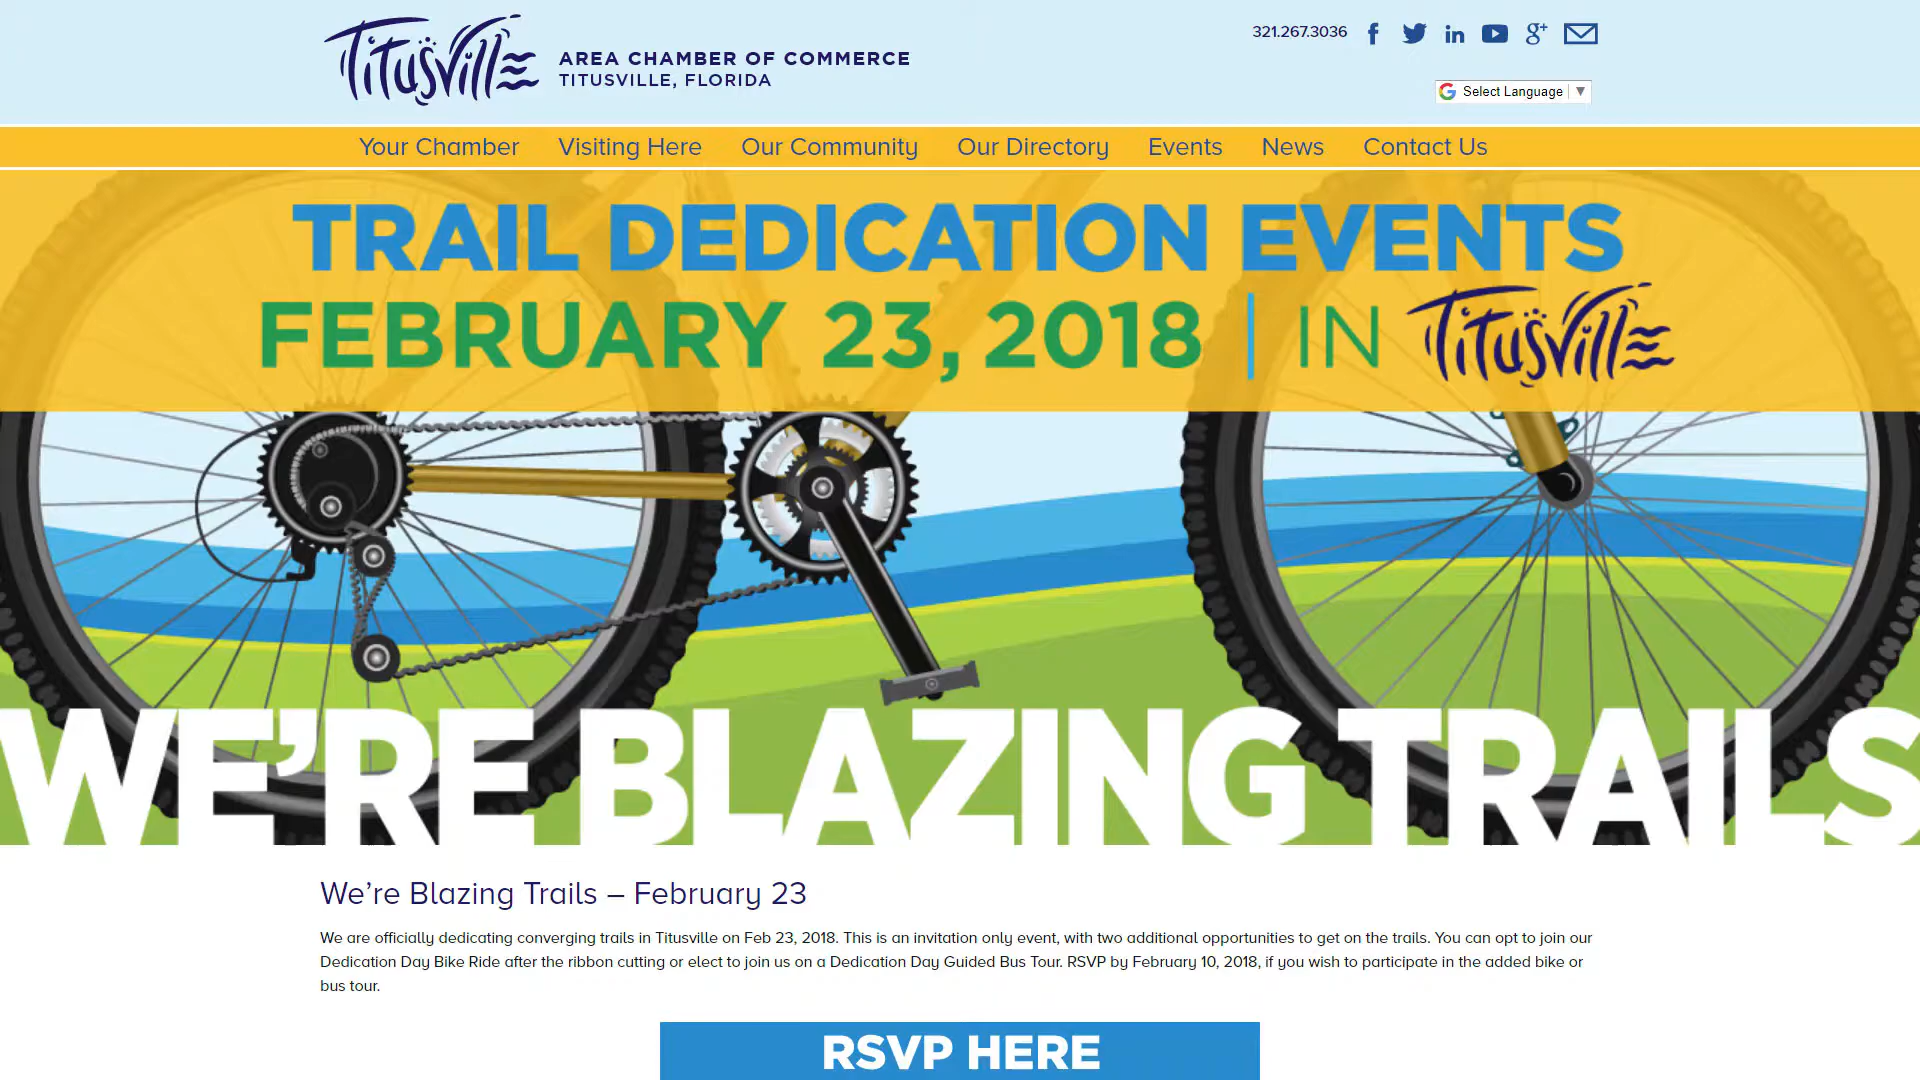 Titusville
AREA CHAMBER OF COMMERCE
TITUSVILLE, FLORIDA
321.267.3036
Select Language ▼
Your Chamber Visiting Here Our Community Our Directory Events News Contact Us
TRAIL DEDICATION EVENTS
FEBRUARY 23, 2018 | IN Titusville
WE'RE BLAZING TRAILS
We’re Blazing Trails – February 23
We are officially dedicating converging trails in Titusville on Feb 23, 2018. This is an invitation only event, with two additional opportunities to get on the trails. You can opt to join our
Dedication Day Bike Ride after the ribbon cutting or elect to join us on a Dedication Day Guided Bus Tour. RSVP by February 10, 2018, if you wish to participate in the added bike or
bus tour.
RSVP HERE